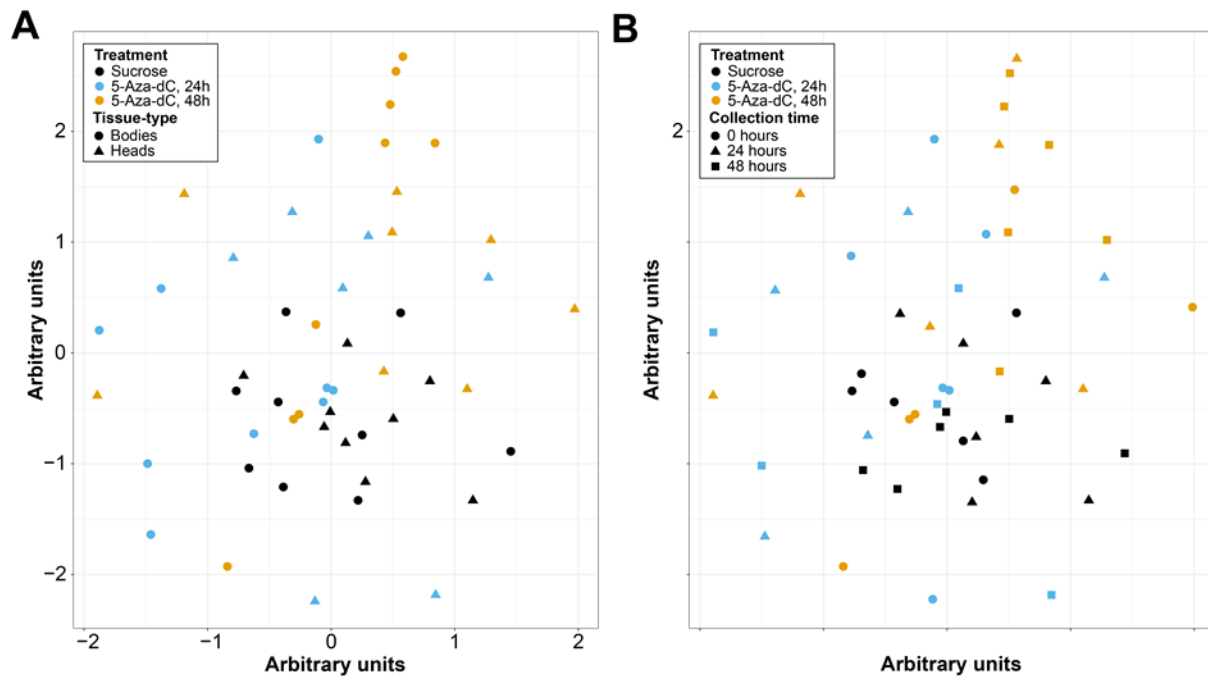 A
Treatment
Sucrose
5-Aza-dC, 24h
5-Aza-dC, 48h
Tissue-type
Bodies
Heads
Arbitrary units
2
1
0
−1
−2
−2
−1
0
1
2
Arbitrary units
B
Treatment
Sucrose
5-Aza-dC, 24h
5-Aza-dC, 48h
Collection time
0 hours
24 hours
48 hours
Arbitrary units
2
Arbitrary units